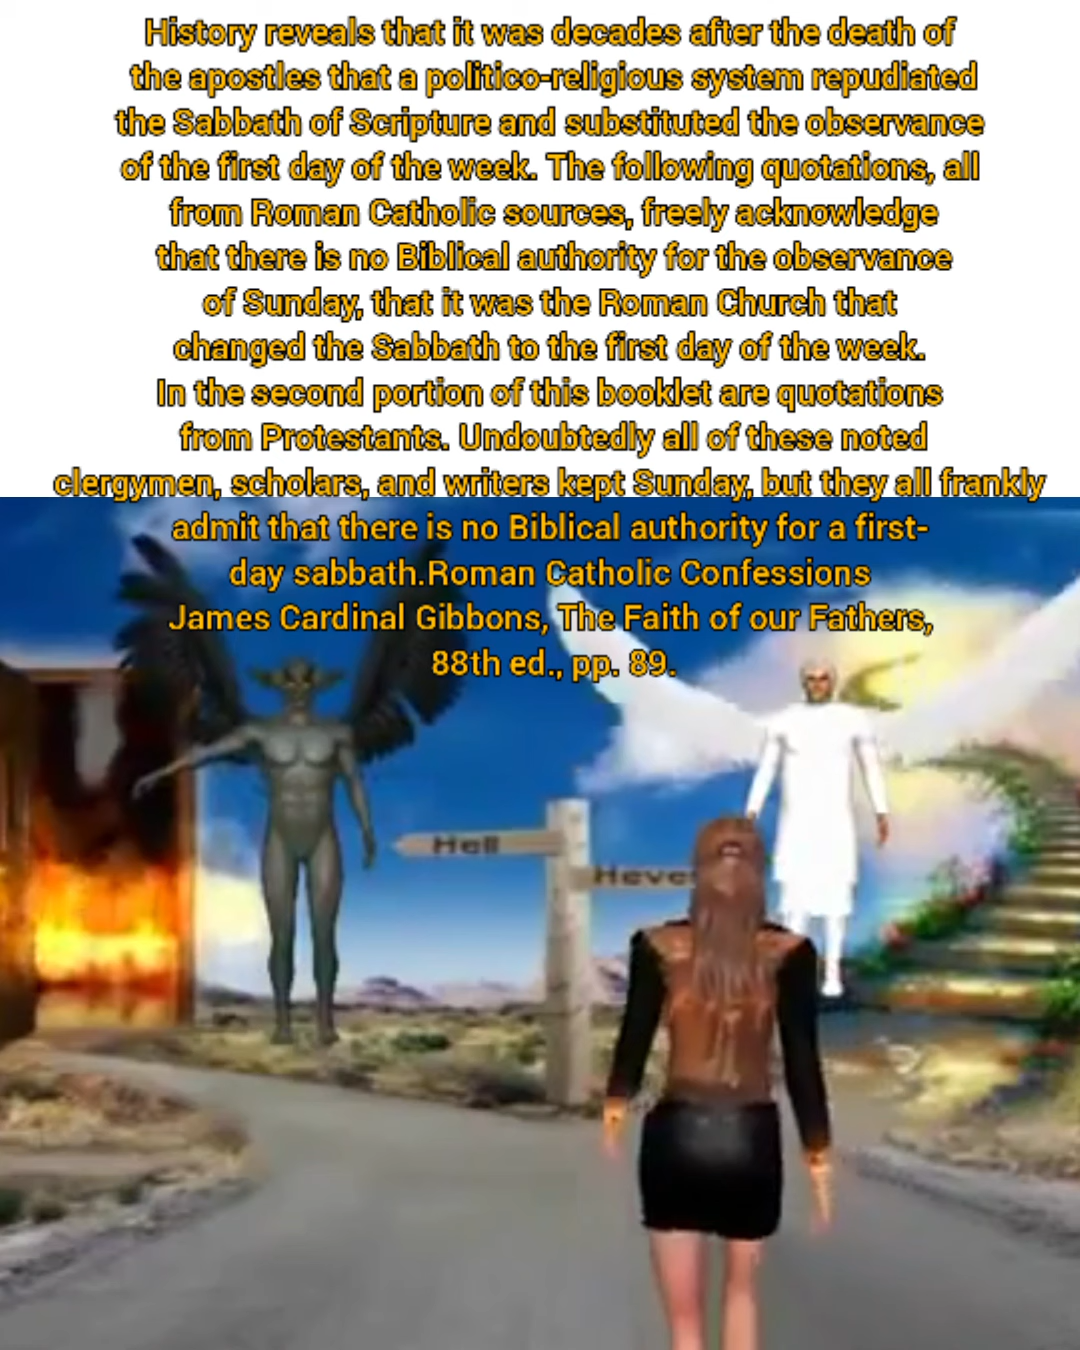 History reveals that it was decades after the death of
the apostles that a politico-religious system repudiated
the Sabbath of Scripture and substituted the observance
of the first day of the week. The following quotations, all
from Roman Catholic sources, freely acknowledge
that there is no Biblical authority for the observance
of Sunday, that it was the Roman Church that
changed the Sabbath to the first day of the week.
In the second portion of this booklet are quotations
from Protestants. Undoubtedly all of these noted
clergymen, scholars, and writers kept Sunday, but they all frankly
admit that there is no Biblical authority for a first-
day sabbath.Roman Catholic Confessions
James Cardinal Gibbons, The Faith of our Fathers,
88th ed., pp. 89.
Hell
Heve